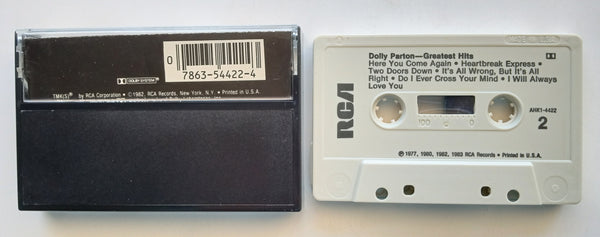 DOLBY SYSTEM
0 7863-54422-4
TMK(S)® by RCA Corporation • ©1982, RCA Records, New York, N.Y. • Printed in U.S.A.
Dolly Parton—Greatest Hits
Here You Come Again • Heartbreak Express •
Two Doors Down • It's All Wrong, But It's All
Right • Do I Ever Cross Your Mind • I Will Always
Love You
RCA
100 0
AHK1-4422
2
℗ 1977, 1980, 1982, 1983 RCA Records • Printed in U.S.A.